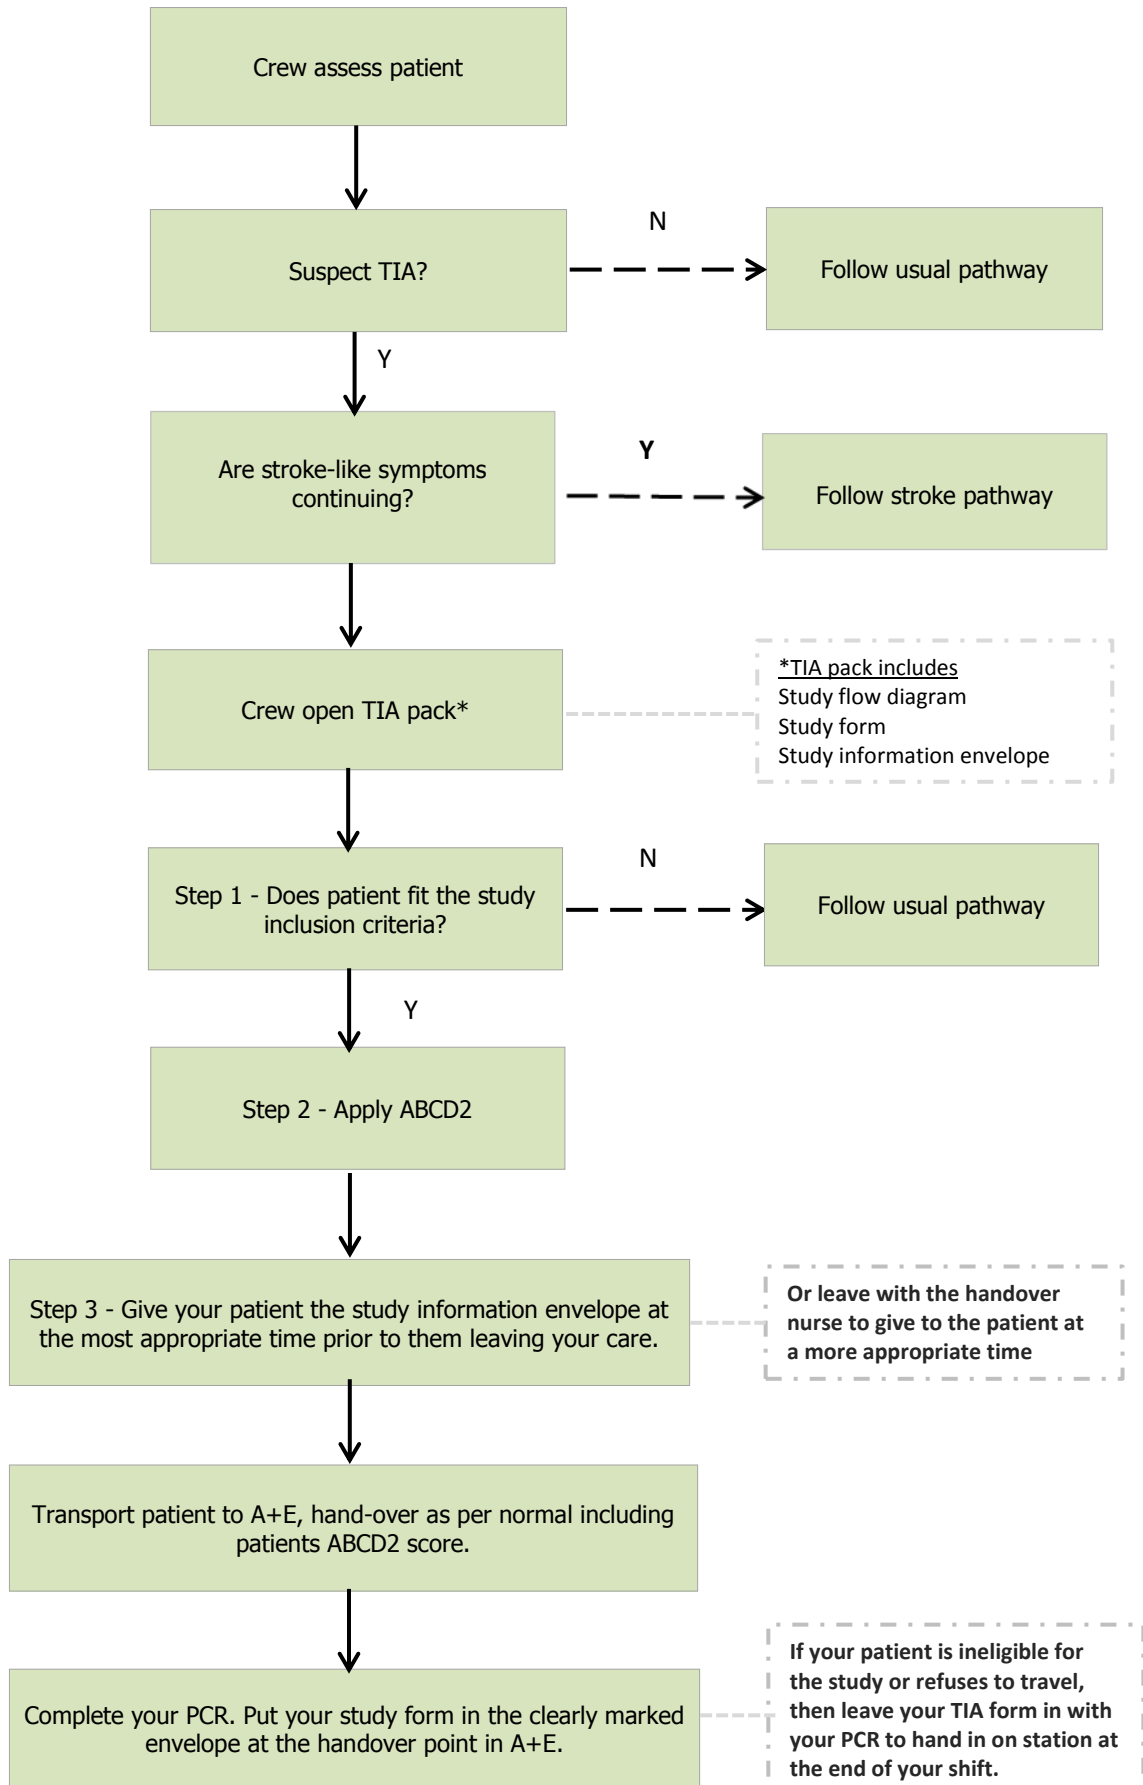 Crew assess patient
Suspect TIA?
N
Follow usual pathway
Y
Are stroke-like symptoms
continuing?
Y
Follow stroke pathway
Crew open TIA pack*
*TIA pack includes
Study flow diagram
Study form
Study information envelope
Step 1 - Does patient fit the study
inclusion criteria?
N
Follow usual pathway
Y
Step 2 - Apply ABCD2
Step 3 - Give your patient the study information envelope at
the most appropriate time prior to them leaving your care.
Or leave with the handover
nurse to give to the patient at
a more appropriate time
Transport patient to A+E, hand-over as per normal including
patients ABCD2 score.
Complete your PCR. Put your study form in the clearly marked
envelope at the handover point in A+E.
If your patient is ineligible for
the study or refuses to travel,
then leave your TIA form in with
your PCR to hand in on station at
the end of your shift.